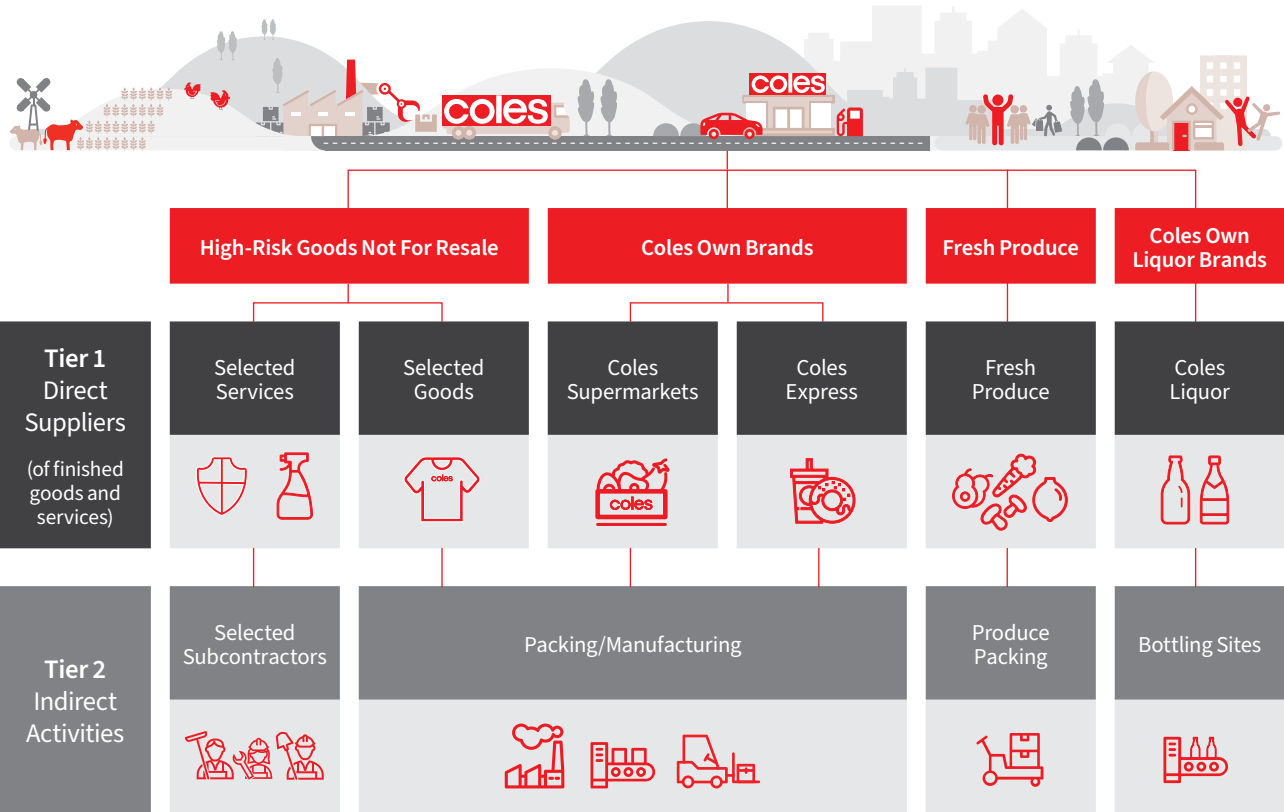 coles
coles
High-Risk Goods Not For Resale
Coles Own Brands
Fresh Produce
Coles Own
Liquor Brands
Tier 1
Direct
Suppliers
(of finished
goods and
services)
Selected
Services
Selected
Goods
Coles
Supermarkets
Coles
Express
Fresh
Produce
Coles
Liquor
coles
coles
Tier 2
Indirect
Activities
Selected
Subcontractors
Packing/Manufacturing
Produce
Packing
Bottling Sites